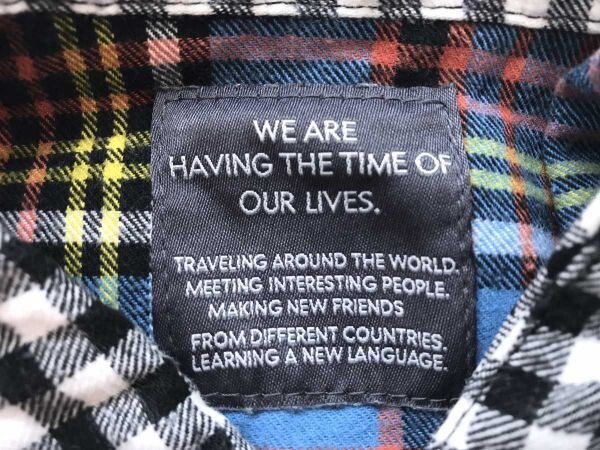 WE ARE
HAVING THE TIME OF
OUR LIVES.
TRAVELING AROUND THE WORLD.
MEETING INTERESTING PEOPLE.
MAKING NEW FRIENDS
FROM DIFFERENT COUNTRIES.
LEARNING A NEW LANGUAGE.